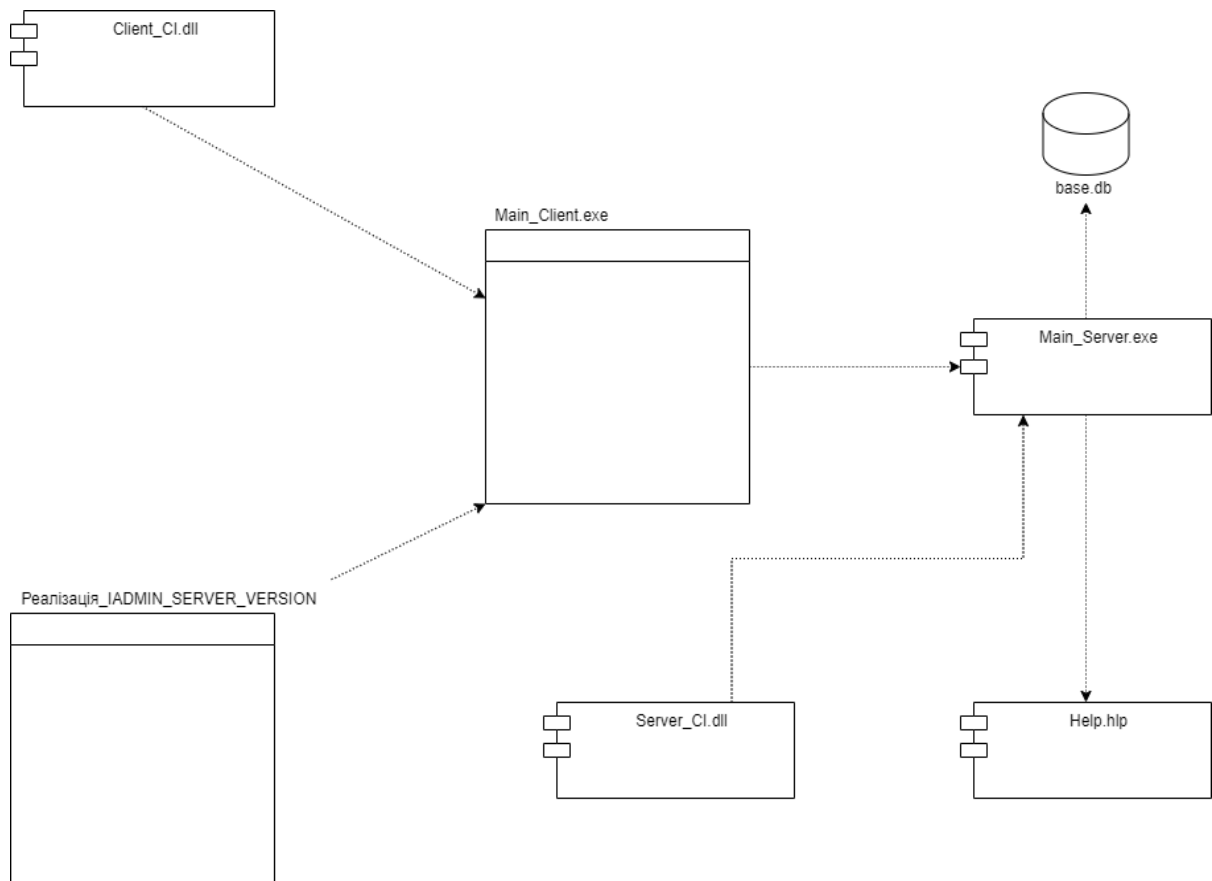 Client_CI.dll
base.db
Main_Client.exe
Main_Server.exe
Реалізація_IADMIN_SERVER_VERSION
Server_CI.dll
Help.hlp